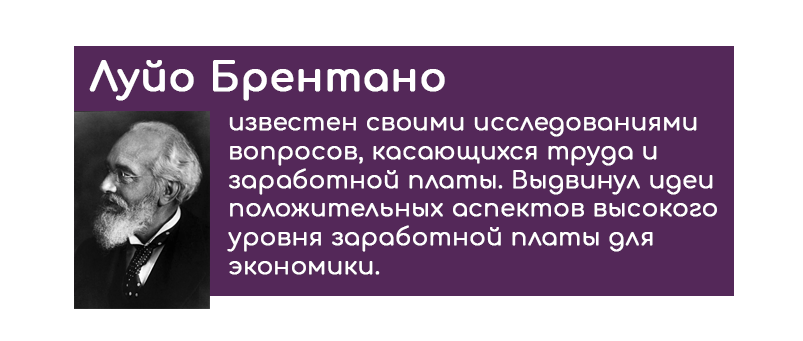 Луйо Брентано
известен своими исследованиями
вопросов, касающихся труда и
заработной платы. Выдвинул идеи
положительных аспектов высокого
уровня заработной платы для
экономики.